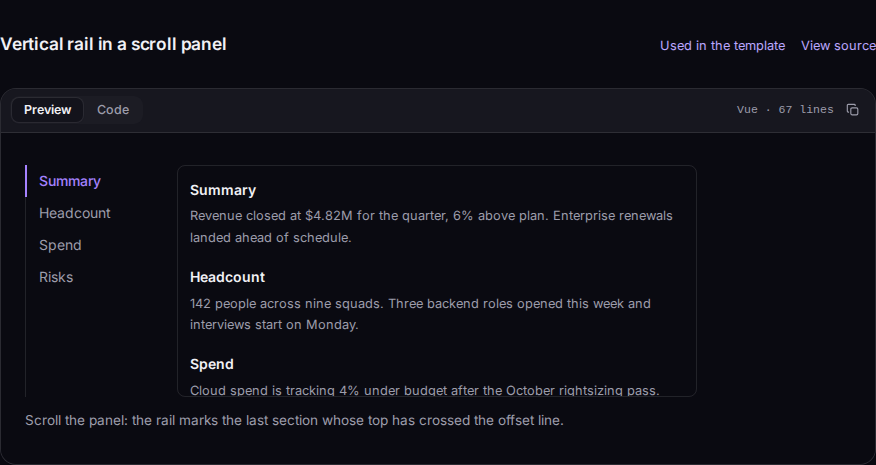 Vertical rail in a scroll panel
Used in the template
View source
Preview
Code
Vue · 67 lines
Summary
Headcount
Spend
Risks
Summary
Revenue closed at $4.82M for the quarter, 6% above plan. Enterprise renewals
landed ahead of schedule.
Headcount
142 people across nine squads. Three backend roles opened this week and
interviews start on Monday.
Spend
Cloud spend is tracking 4% under budget after the October rightsizing pass.
Scroll the panel: the rail marks the last section whose top has crossed the offset line.